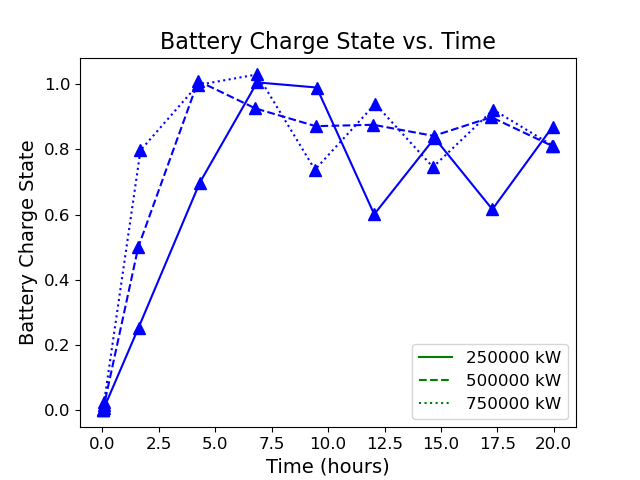 Battery Charge State vs. Time
Battery Charge State
1.0
0.8
0.6
0.4
0.2
0.0
250000 kW
500000 kW
750000 kW
0.0 2.5 5.0 7.5 10.0 12.5 15.0 17.5 20.0
Time (hours)